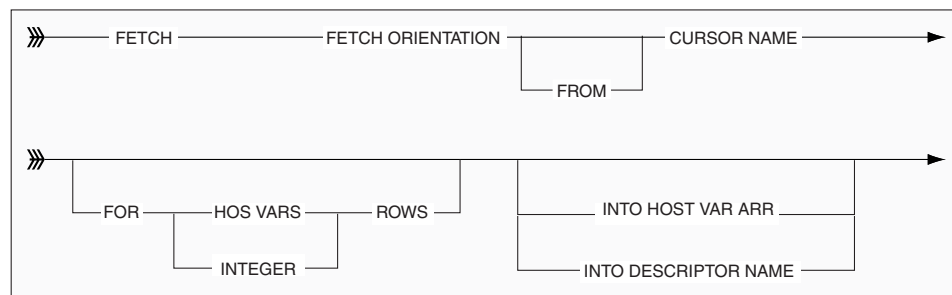 FETCH FETCH ORIENTATION CURSOR NAME
FROM
FOR HOS VARS ROWS INTO HOST VAR ARR
INTEGER INTO DESCRIPTOR NAME